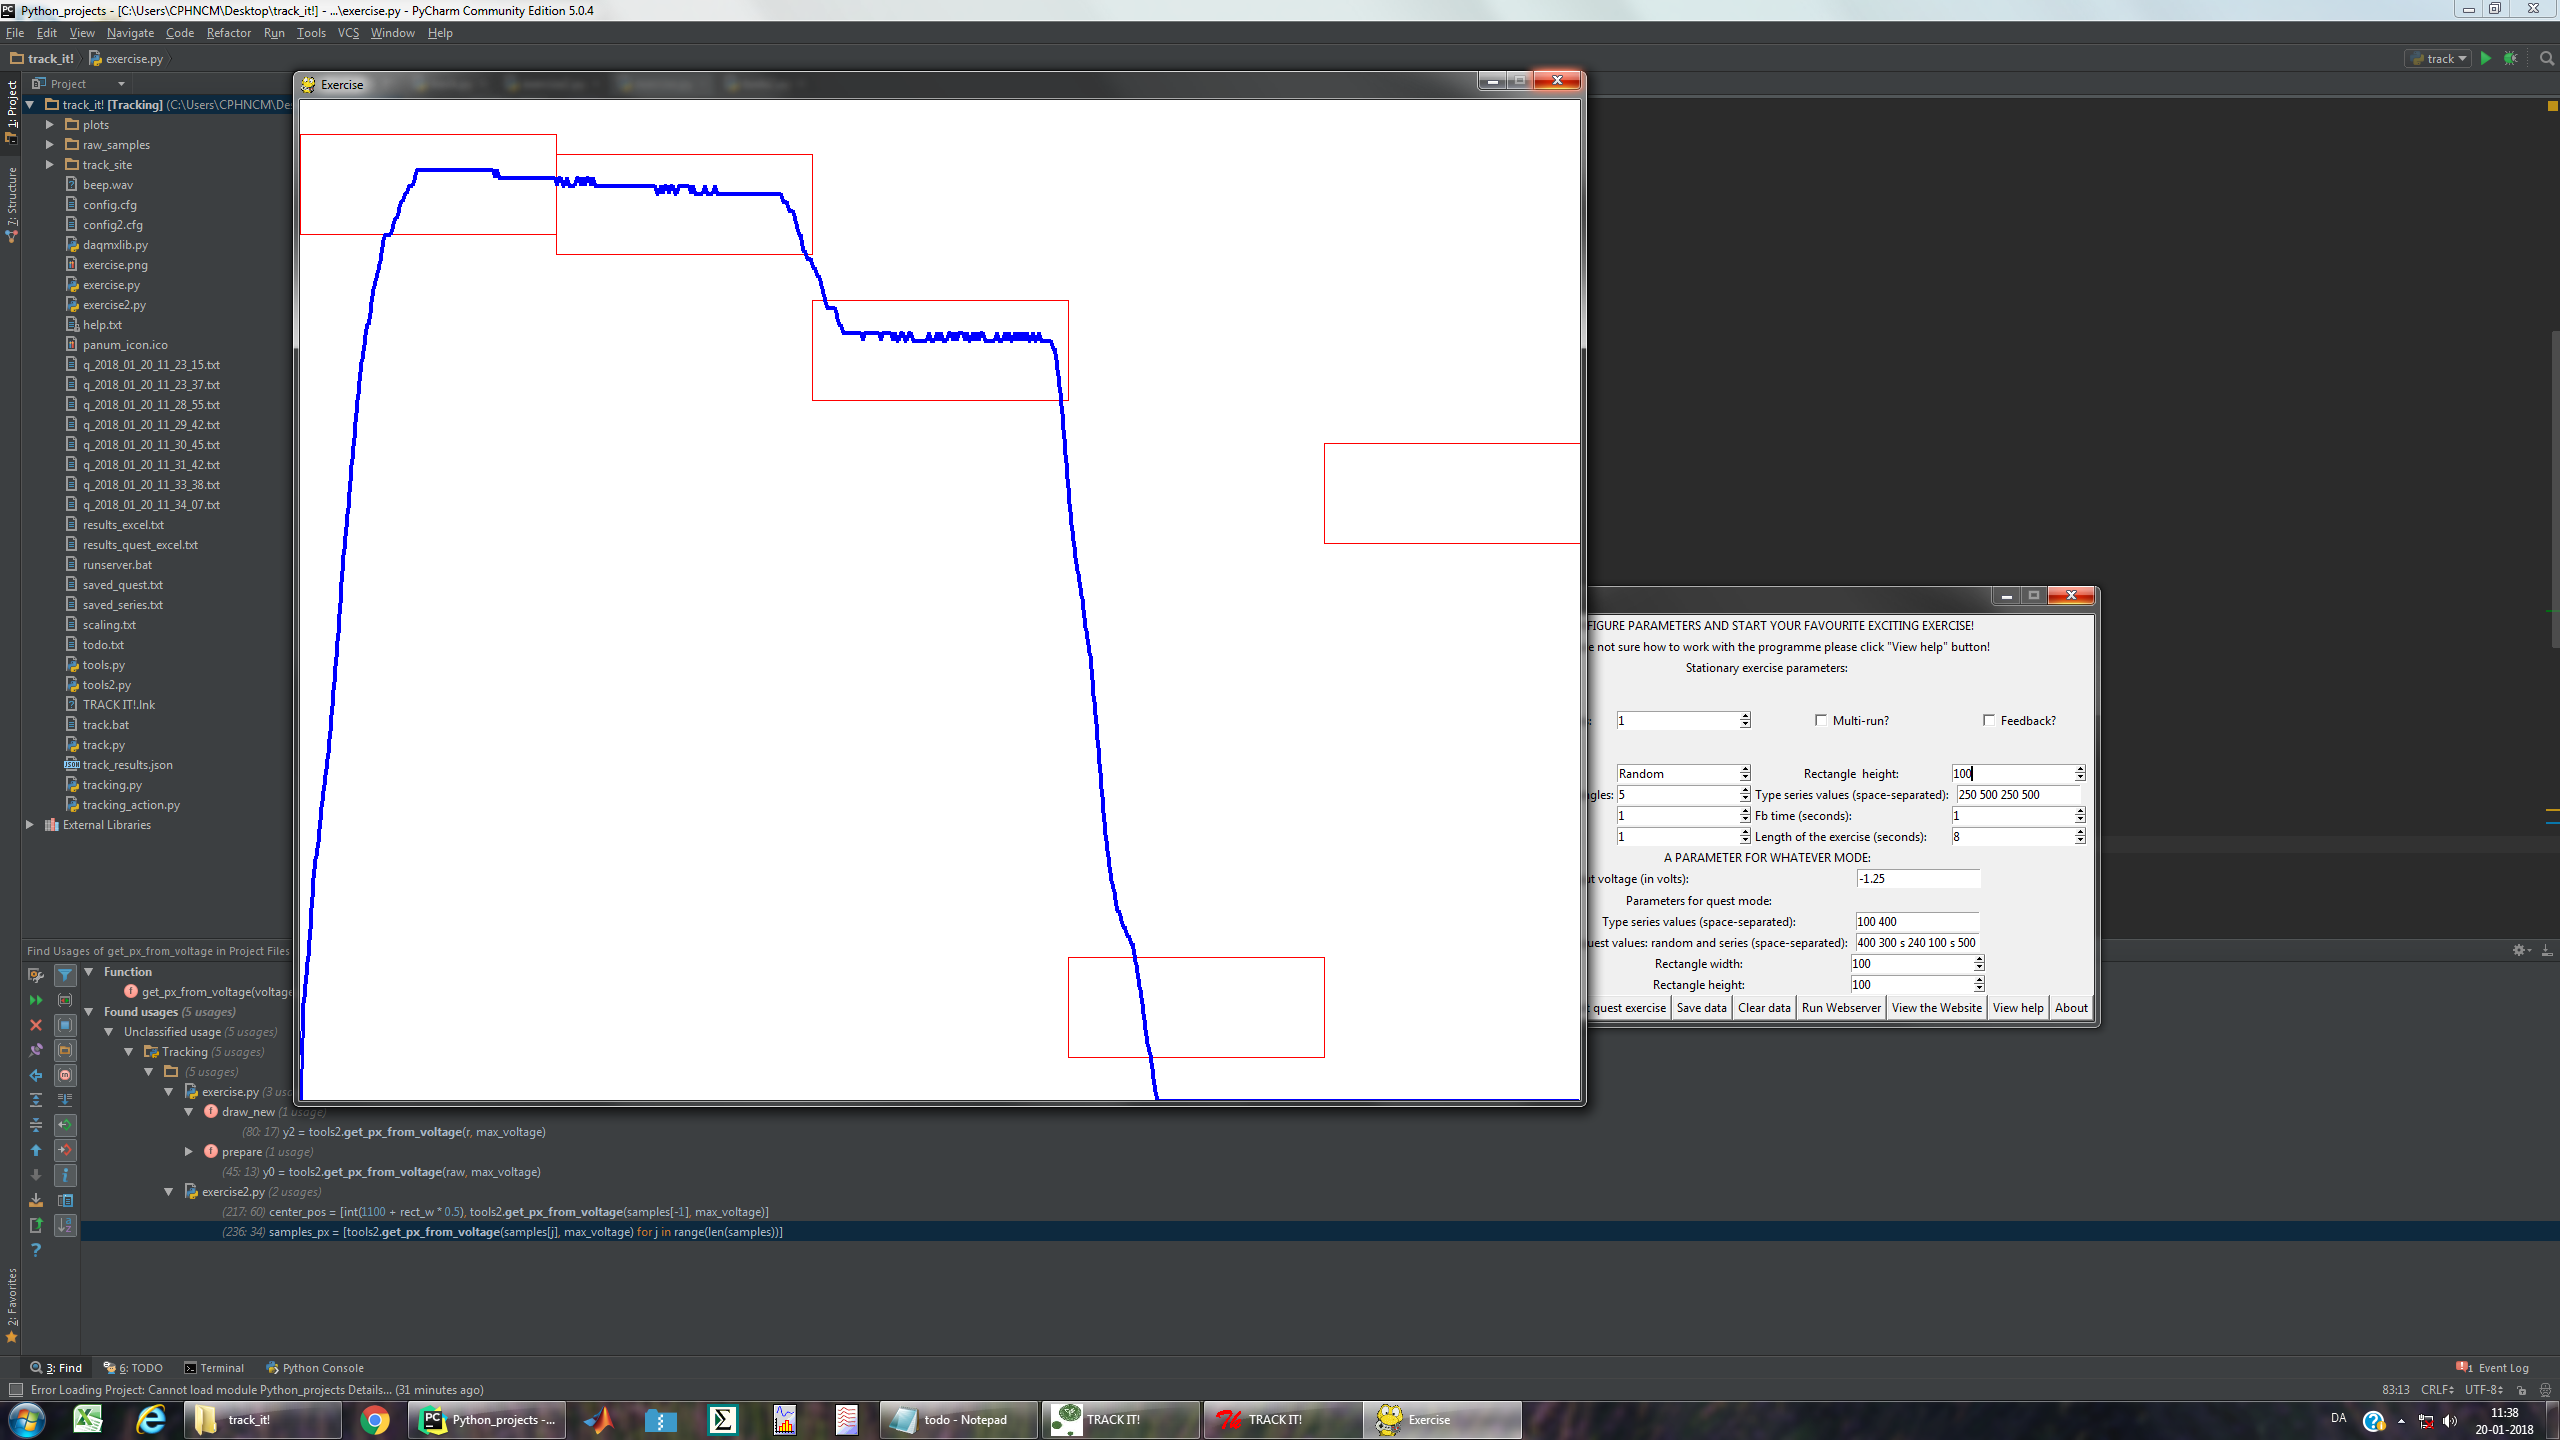 Python_projects - [C:\Users\CPHNCM\Desktop\track_it!] - ...\exercise.py - PyCharm Community Edition 5.0.4
File Edit View Navigate Code Refactor Run Tools VCS Window Help
track_it! exercise.py track
Project
1: Project
7: Structure
2: Favorites
track_it! [Tracking] (C:\Users\CPHNCM\Des
plots
raw_samples
track_site
beep.wav
config.cfg
config2.cfg
daqmxlib.py
exercise.png
exercise.py
exercise2.py
help.txt
panum_icon.ico
q_2018_01_20_11_23_15.txt
q_2018_01_20_11_23_37.txt
q_2018_01_20_11_28_55.txt
q_2018_01_20_11_29_42.txt
q_2018_01_20_11_30_45.txt
q_2018_01_20_11_31_42.txt
q_2018_01_20_11_33_38.txt
q_2018_01_20_11_34_07.txt
results_excel.txt
results_quest_excel.txt
runserver.bat
saved_quest.txt
saved_series.txt
scaling.txt
todo.txt
tools.py
tools2.py
TRACK IT!.lnk
track.bat
track.py
track_results.json
tracking.py
tracking_action.py
External Libraries
Exercise
FIGURE PARAMETERS AND START YOUR FAVOURITE EXCITING EXERCISE!
e not sure how to work with the programme please click "View help" button!
Stationary exercise parameters:
: 1 Multi-run? Feedback?
Random Rectangle height: 100
ngles: 5 Type series values (space-separated): 250 500 250 500
1 Fb time (seconds): 1
1 Length of the exercise (seconds): 8
A PARAMETER FOR WHATEVER MODE:
ut voltage (in volts): -1.25
Parameters for quest mode:
Type series values (space-separated): 100 400
uest values: random and series (space-separated): 400 300 s 240 100 s 500
Rectangle width: 100
Rectangle height: 100
t quest exercise Save data Clear data Run Webserver View the Website View help About
Find Usages of get_px_from_voltage in Project Files
Function
get_px_from_voltage(voltage
Found usages (5 usages)
Unclassified usage (5 usages)
Tracking (5 usages)
(5 usages)
exercise.py (3 usa
draw_new (1 usage)
(80: 17) y2 = tools2.get_px_from_voltage(r, max_voltage)
prepare (1 usage)
(45: 13) y0 = tools2.get_px_from_voltage(raw, max_voltage)
exercise2.py (2 usages)
(217: 60) center_pos = [int(1100 + rect_w * 0.5), tools2.get_px_from_voltage(samples[-1], max_voltage)]
(236: 34) samples_px = [tools2.get_px_from_voltage(samples[j], max_voltage) for j in range(len(samples))]
3: Find 6: TODO Terminal Python Console 1 Event Log
Error Loading Project: Cannot load module Python_projects Details... (31 minutes ago) 83:13 CRLF UTF-8
track_it! Python_projects -... todo - Notepad TRACK IT! TRACK IT! Exercise DA 11:38
20-01-2018